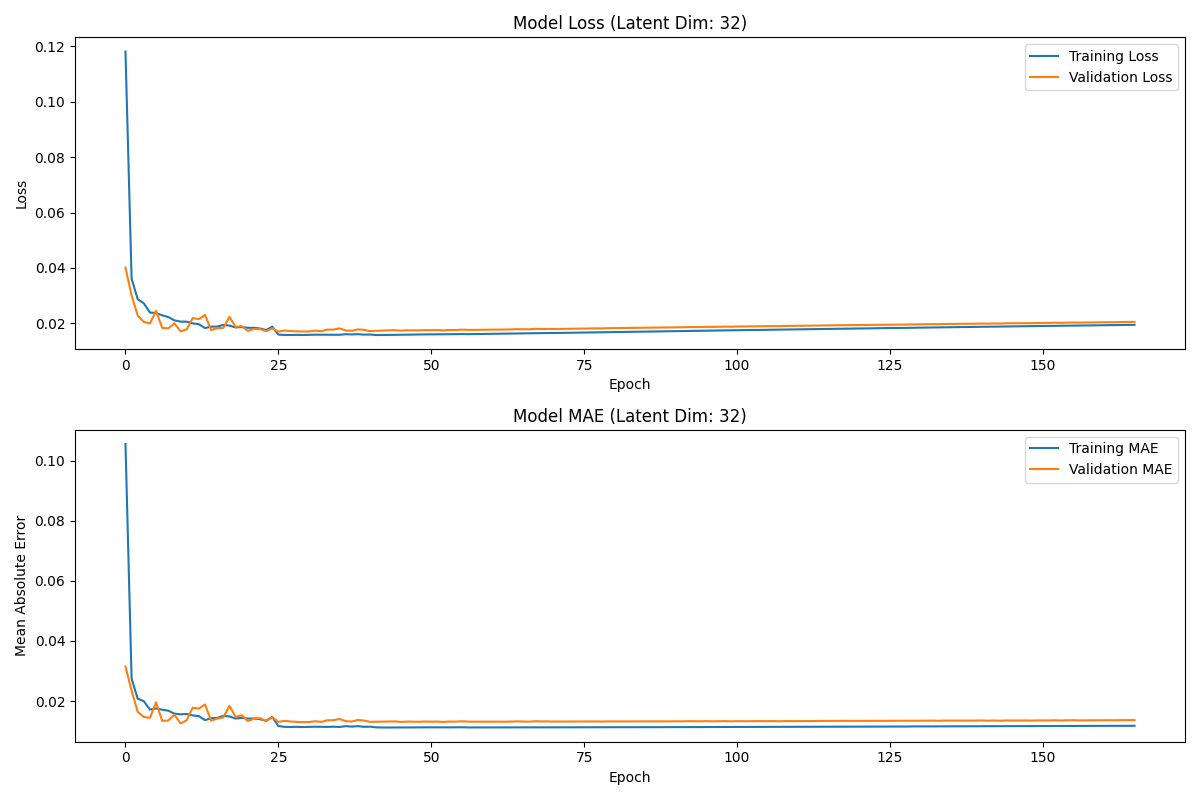 Model Loss (Latent Dim: 32)
0.12
0.10
0.08
0.06
0.04
0.02
Loss
Training Loss
Validation Loss
0 25 50 75 100 125 150
Epoch
Model MAE (Latent Dim: 32)
0.10
0.08
0.06
0.04
0.02
Mean Absolute Error
Training MAE
Validation MAE
0 25 50 75 100 125 150
Epoch